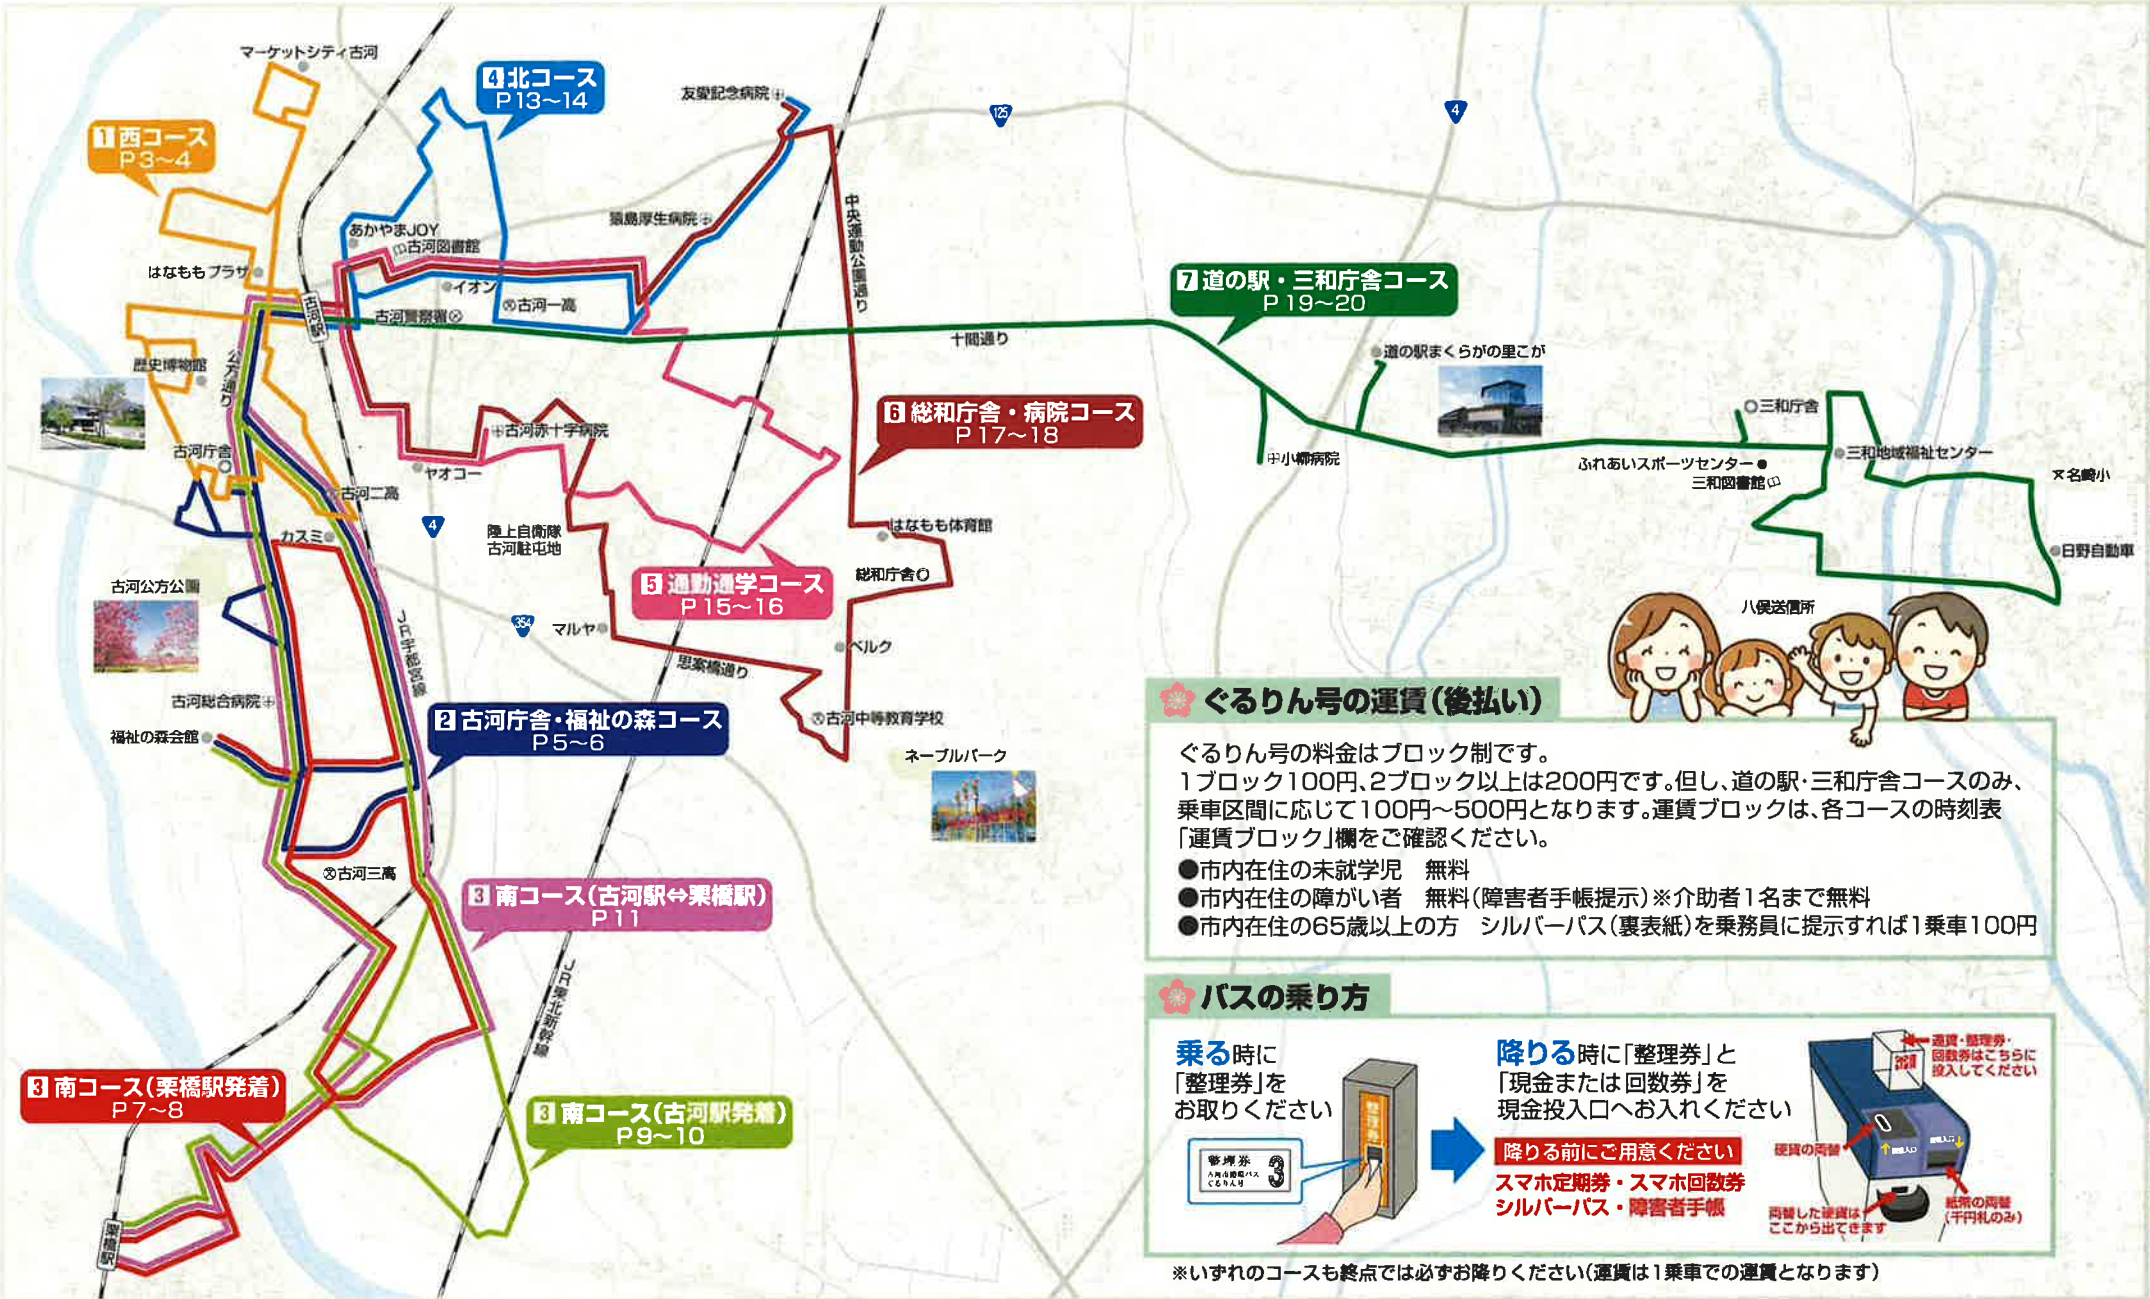 マーケットシティ古河
1 西コース
P3～4
4 北コース
P13～14
友愛記念病院
125
4
猿島厚生病院
中央運動公園通り
あかやまJOY
古河図書館
はなももプラザ
イオン
古河一高
古河駅
古河警察署
十間通り
7 道の駅・三和庁舎コース
P19～20
道の駅まくらがの里こが
歴史博物館
公方通り
6 総和庁舎・病院コース
P17～18
三和庁舎
古河赤十字病院
古河庁舎
ヤオコー
小柳病院
三和地域福祉センター
ふれあいスポーツセンター
三和図書館
名崎小
古河二高
4
カスミ
陸上自衛隊
古河駐屯地
はなもも体育館
日野自動車
総和庁舎
古河公方公園
5 通勤通学コース
P15～16
八俣送信所
354
マルヤ
JR宇都宮線
思案橋通り
ベルク
古河総合病院
2 古河庁舎・福祉の森コース
P5～6
古河中等教育学校
福祉の森会館
ネーブルパーク
古河三高
3 南コース(古河駅⇔栗橋駅)
P11
JR東北新幹線
3 南コース(栗橋駅発着)
P7～8
3 南コース(古河駅発着)
P9～10
栗橋駅
ぐるりん号の運賃(後払い)
ぐるりん号の料金はブロック制です。
1ブロック100円、2ブロック以上は200円です。但し、道の駅・三和庁舎コースのみ、
乗車区間に応じて100円～500円となります。運賃ブロックは、各コースの時刻表
「運賃ブロック」欄をご確認ください。
●市内在住の未就学児　無料
●市内在住の障がい者　無料(障害者手帳提示)※介助者1名まで無料
●市内在住の65歳以上の方　シルバーパス(裏表紙)を乗務員に提示すれば1乗車100円
バスの乗り方
乗る時に
「整理券」を
お取りください
整理券
整理券
ぐるりん号
3
降りる時に「整理券」と
「現金または回数券」を
現金投入口へお入れください
降りる前にご用意ください
スマホ定期券・スマホ回数券
シルバーパス・障害者手帳
運賃・整理券・
回数券はこちらに
投入してください
硬貨の両替
両替した硬貨は
ここから出てきます
紙幣の両替
(千円札のみ)
※いずれのコースも終点では必ずお降りください(運賃は1乗車での運賃となります)